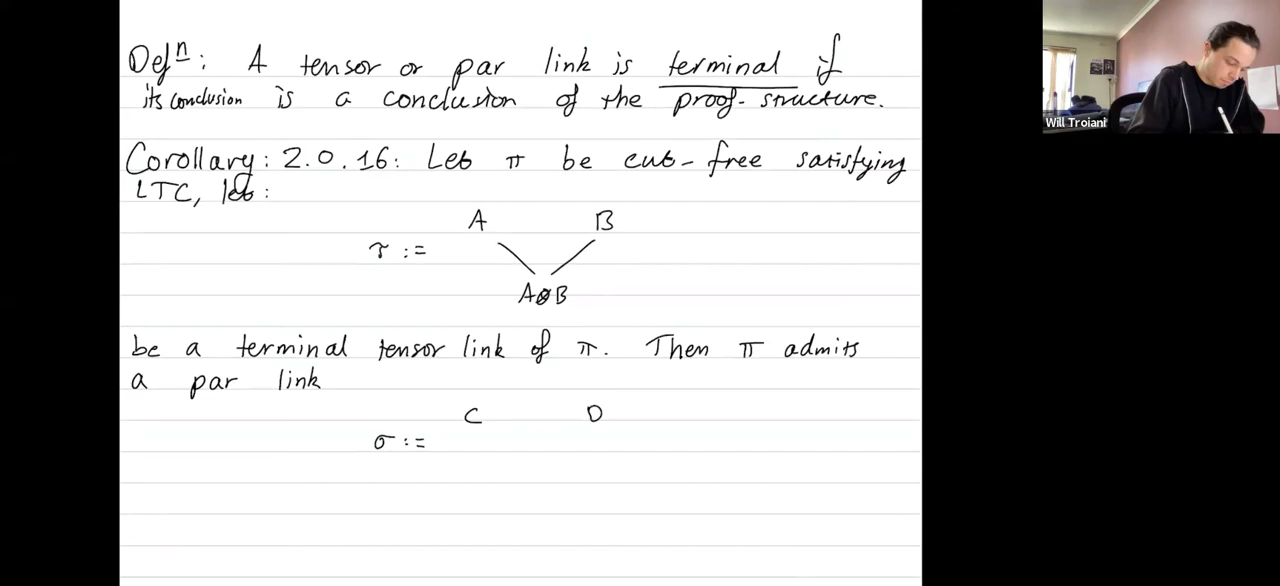 Defn: A tensor or par link is terminal if
its conclusion is a conclusion of the proof-structure.
Corollary: 2.0.16: Let π be cut-free satisfying
LTC, let:
A B
τ :=
A⊗B
be a terminal tensor link of π. Then π admits
a par link
C D
σ :=
Will Troiani